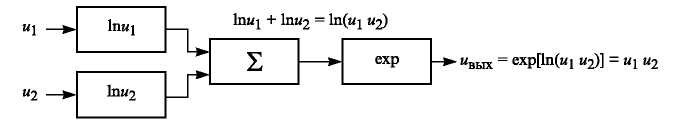 lnu₁ + lnu₂ = ln(u₁ u₂)
u₁ lnu₁
Σ exp uвых = exp[ln(u₁ u₂)] = u₁ u₂
u₂ lnu₂